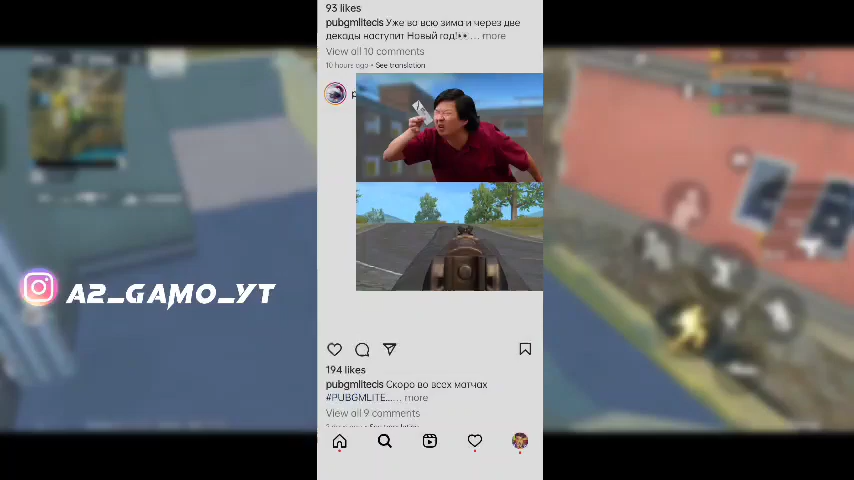 93 likes
pubgmlitecis Уже во всю зима и через две
декады наступит Новый год!👀... more
View all 10 comments
10 hours ago • See translation
A2_GAMO_YT
194 likes
pubgmlitecis Скоро во всех матчах
#PUBGMLITE...... more
View all 9 comments